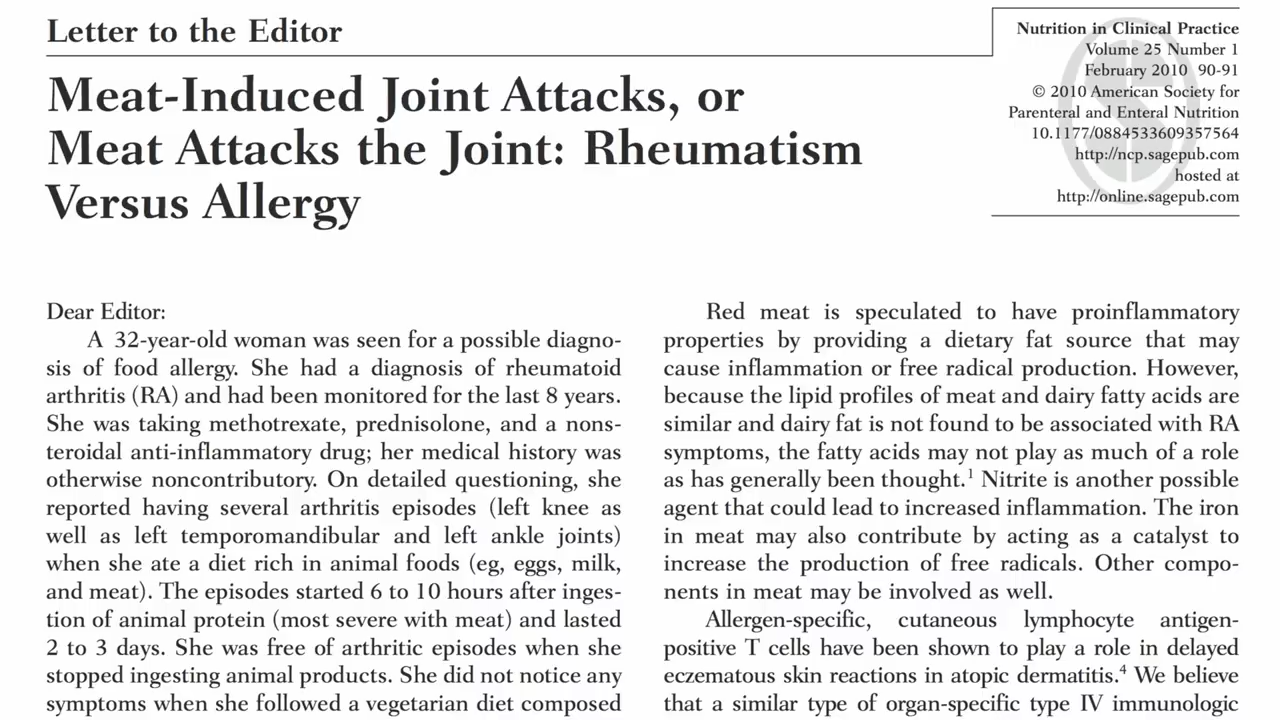 Letter to the Editor
Nutrition in Clinical Practice
Volume 25 Number 1
February 2010 90-91
© 2010 American Society for
Parenteral and Enteral Nutrition
10.1177/0884533609357564
http://ncp.sagepub.com
hosted at
http://online.sagepub.com
Meat-Induced Joint Attacks, or
Meat Attacks the Joint: Rheumatism
Versus Allergy
Dear Editor:
A 32-year-old woman was seen for a possible diagno-
sis of food allergy. She had a diagnosis of rheumatoid
arthritis (RA) and had been monitored for the last 8 years.
She was taking methotrexate, prednisolone, and a nons-
teroidal anti-inflammatory drug; her medical history was
otherwise noncontributory. On detailed questioning, she
reported having several arthritis episodes (left knee as
well as left temporomandibular and left ankle joints)
when she ate a diet rich in animal foods (eg, eggs, milk,
and meat). The episodes started 6 to 10 hours after inges-
tion of animal protein (most severe with meat) and lasted
2 to 3 days. She was free of arthritic episodes when she
stopped ingesting animal products. She did not notice any
symptoms when she followed a vegetarian diet composed
Red meat is speculated to have proinflammatory
properties by providing a dietary fat source that may
cause inflammation or free radical production. However,
because the lipid profiles of meat and dairy fatty acids are
similar and dairy fat is not found to be associated with RA
symptoms, the fatty acids may not play as much of a role
as has generally been thought.¹ Nitrite is another possible
agent that could lead to increased inflammation. The iron
in meat may also contribute by acting as a catalyst to
increase the production of free radicals. Other compo-
nents in meat may be involved as well.
Allergen-specific, cutaneous lymphocyte antigen-
positive T cells have been shown to play a role in delayed
eczematous skin reactions in atopic dermatitis.⁴ We believe
that a similar type of organ-specific type IV immunologic